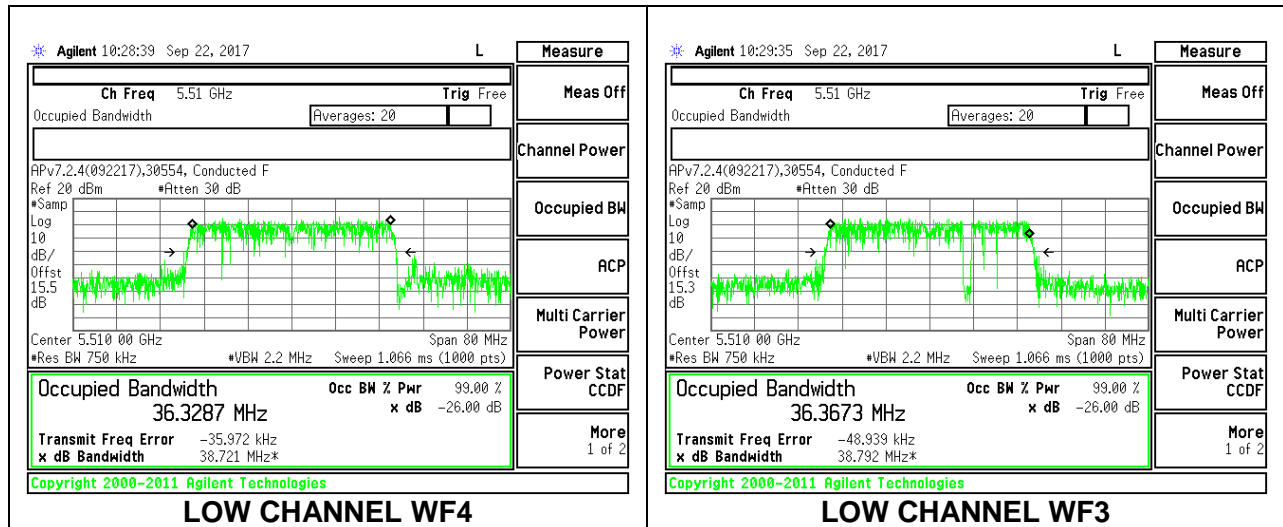 Agilent 10:28:39 Sep 22, 2017 L
Measure
Ch Freq 5.51 GHz Trig Free
Occupied Bandwidth Averages: 20
APv7.2.4(092217),30554, Conducted F
Ref 20 dBm #Atten 30 dB
#Samp
Log
10
dB/
Offst
15.5
dB
Center 5.510 00 GHz Span 80 MHz
#Res BW 750 kHz #VBW 2.2 MHz Sweep 1.066 ms (1000 pts)
Occupied Bandwidth Occ BW % Pwr 99.00 %
36.3287 MHz x dB -26.00 dB
Transmit Freq Error -35.972 kHz
x dB Bandwidth 38.721 MHz*
Copyright 2000-2011 Agilent Technologies
Meas Off
Channel Power
Occupied BW
ACP
Multi Carrier
Power
Power Stat
CCDF
More
1 of 2
LOW CHANNEL WF4
Agilent 10:29:35 Sep 22, 2017 L
Measure
Ch Freq 5.51 GHz Trig Free
Occupied Bandwidth Averages: 20
APv7.2.4(092217),30554, Conducted F
Ref 20 dBm #Atten 30 dB
#Samp
Log
10
dB/
Offst
15.3
dB
Center 5.510 00 GHz Span 80 MHz
#Res BW 750 kHz #VBW 2.2 MHz Sweep 1.066 ms (1000 pts)
Occupied Bandwidth Occ BW % Pwr 99.00 %
36.3673 MHz x dB -26.00 dB
Transmit Freq Error -48.939 kHz
x dB Bandwidth 38.792 MHz*
Copyright 2000-2011 Agilent Technologies
Meas Off
Channel Power
Occupied BW
ACP
Multi Carrier
Power
Power Stat
CCDF
More
1 of 2
LOW CHANNEL WF3